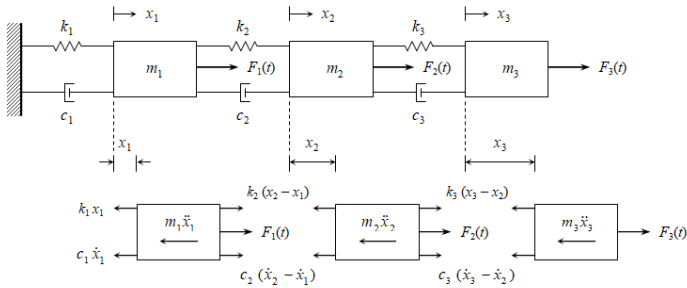 x₁ x₂ x₃
k₁ k₂ k₃
m₁ F₁(t) m₂ F₂(t) m₃ F₃(t)
c₁ c₂ c₃
x₁ x₂ x₃
k₁x₁ k₂ (x₂ − x₁) k₃ (x₃ − x₂)
m₁ẍ₁ F₁(t) m₂ẍ₂ F₂(t) m₃ẍ₃ F₃(t)
c₁ ẋ₁ c₂ (ẋ₂ − ẋ₁) c₃ (ẋ₃ − ẋ₂)